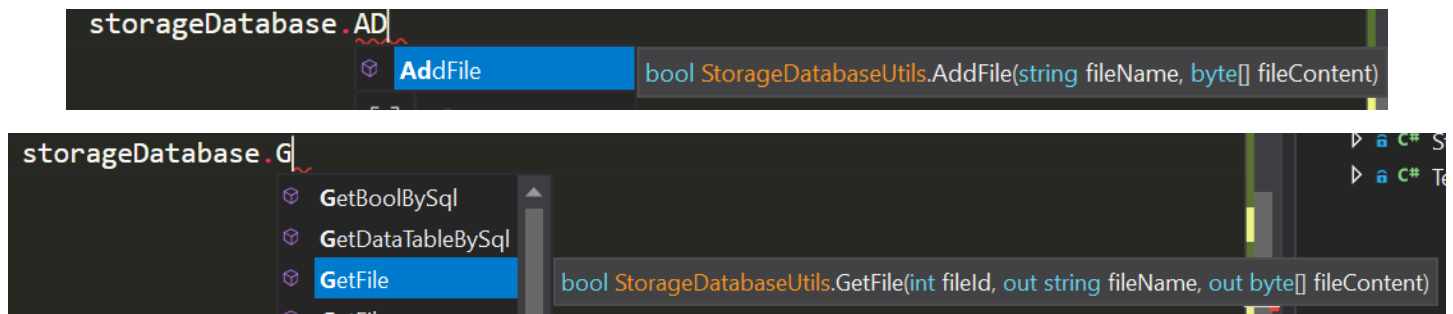 storageDatabase.AD
AddFile bool StorageDatabaseUtils.AddFile(string fileName, byte[] fileContent)
storageDatabase.G
C#
GetBoolBySql
C#
GetDataTableBySql
GetFile bool StorageDatabaseUtils.GetFile(int fileId, out string fileName, out byte[] fileContent)